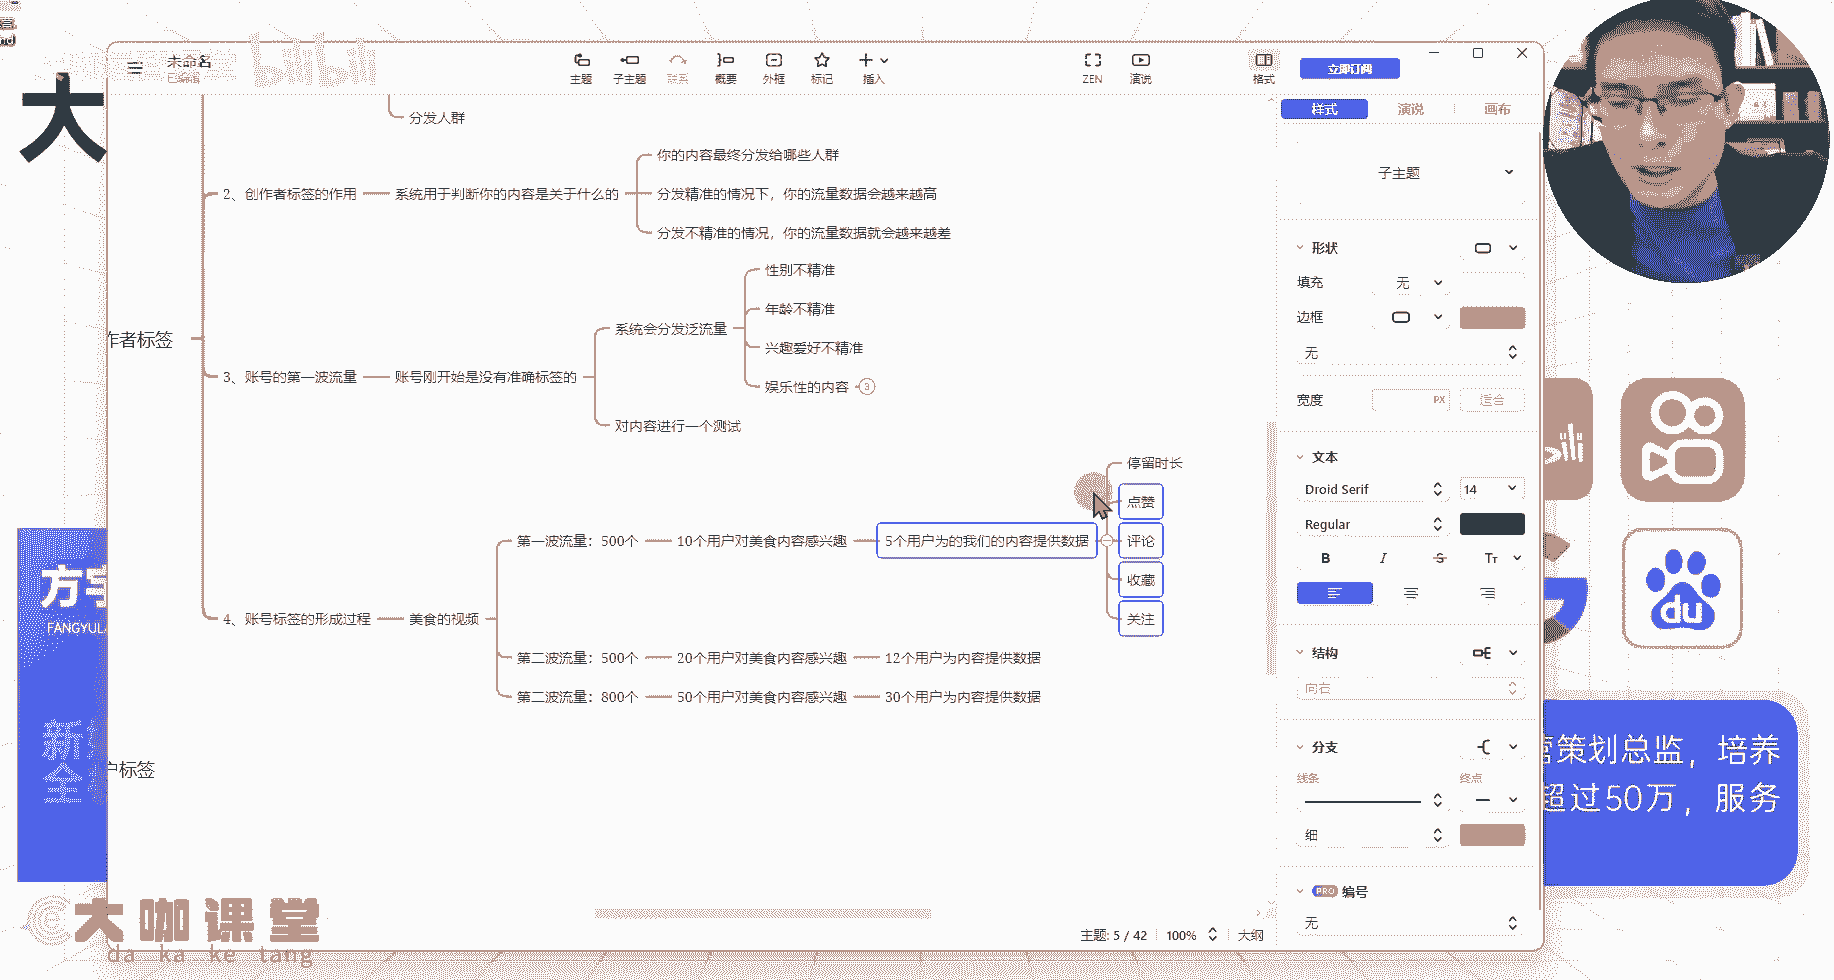 未命名
主题
子主题
联系
概要
外框
标记
插入
ZEN
演说
格式
立即订阅
bilibili
大
样式
演说
画布
分发人群
子主题
2、创作者标签的作用
系统用于判断你的内容是关于什么的
你的内容最终分发给哪些人群
分发精准的情况下，你的流量数据会越来越高
分发不精准的情况，你的流量数据就会越来越差
作者标签
3、账号的第一波流量
账号刚开始是没有准确标签的
系统会分发泛流量
性别不精准
年龄不精准
兴趣爱好不精准
娱乐性的内容
3
对内容进行一个测试
4、账号标签的形成过程
美食的视频
第一波流量：500个
10个用户对美食内容感兴趣
5个用户为的我们的内容提供数据
停留时长
点赞
评论
收藏
关注
第二波流量：500个
20个用户对美食内容感兴趣
12个用户为内容提供数据
第二波流量：800个
50个用户对美食内容感兴趣
30个用户为内容提供数据
户标签
形状
填充
无
边框
无
宽度
PX
适合
文本
Droid Serif
14
Regular
B
I
S
Tт
结构
向右
分支
线条
终点
细
PRO
编号
无
主题: 5 / 42
100%
大纲
FANGYUL
新
全
du
营策划总监，培养
超过50万，服务
@大咖课堂
da ka ke tang